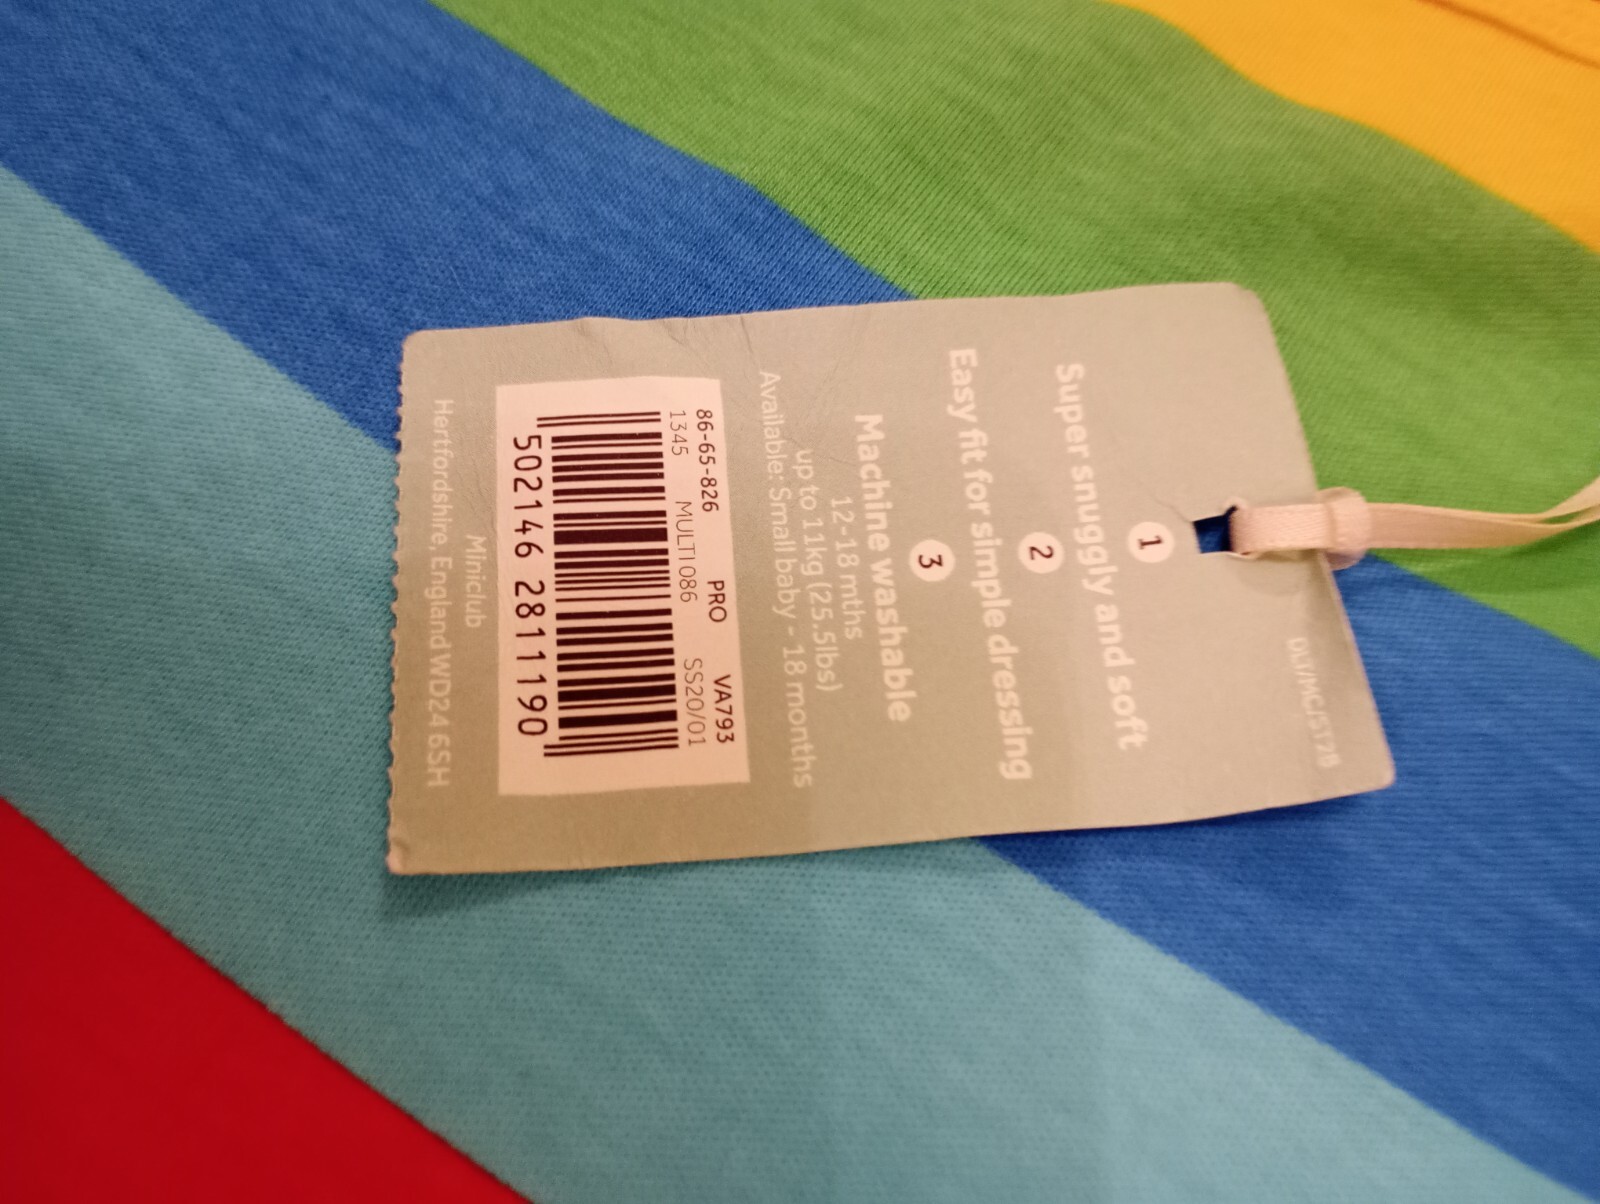 DLT/MC/ST2B
1
Super snuggly and soft
2
Easy fit for simple dressing
3
Machine washable
12-18 mths
up to 11kg (25.5lbs)
Available: Small baby - 18 months
86-65-826 PRO VA793
1345 MULTI 086 SS20/01
502146 2811190
Miniclub
Hertfordshire, England WD24 6SH